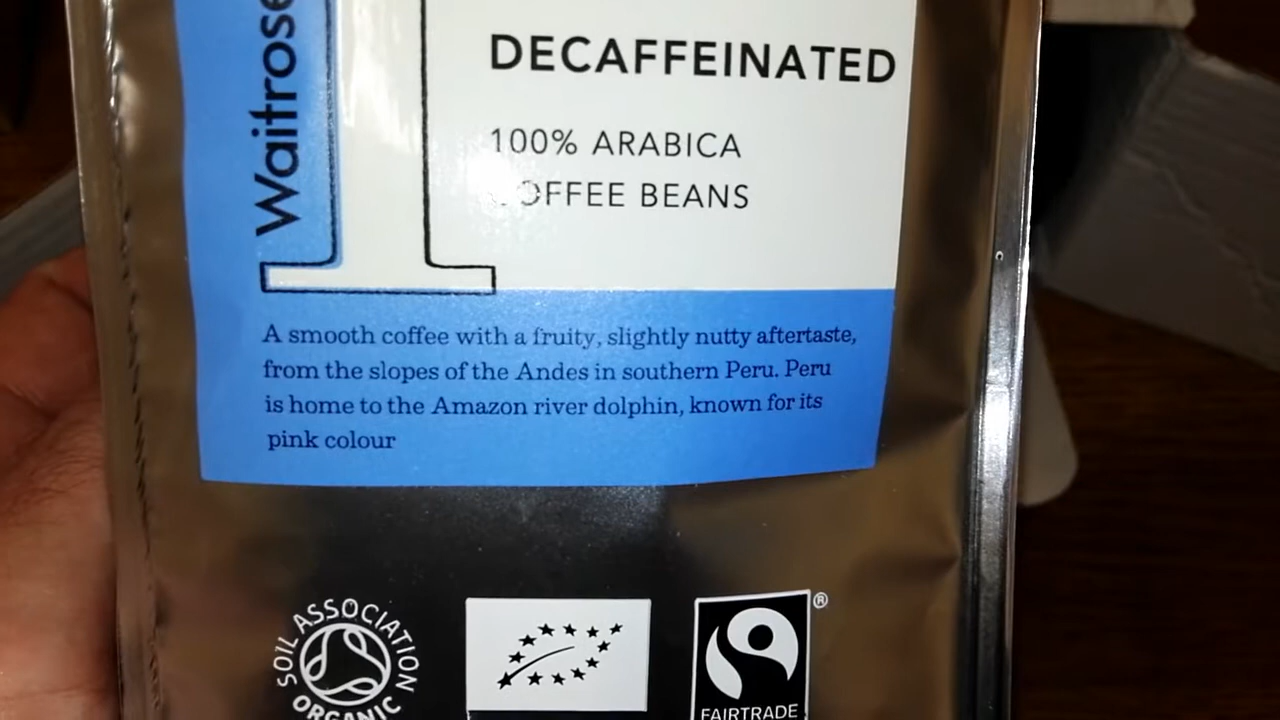 Waitrose
DECAFFEINATED
100% ARABICA
COFFEE BEANS
A smooth coffee with a fruity, slightly nutty aftertaste,
from the slopes of the Andes in southern Peru. Peru
is home to the Amazon river dolphin, known for its
pink colour
SOIL ASSOCIATION
ORGANIC
®
FAIRTRADE